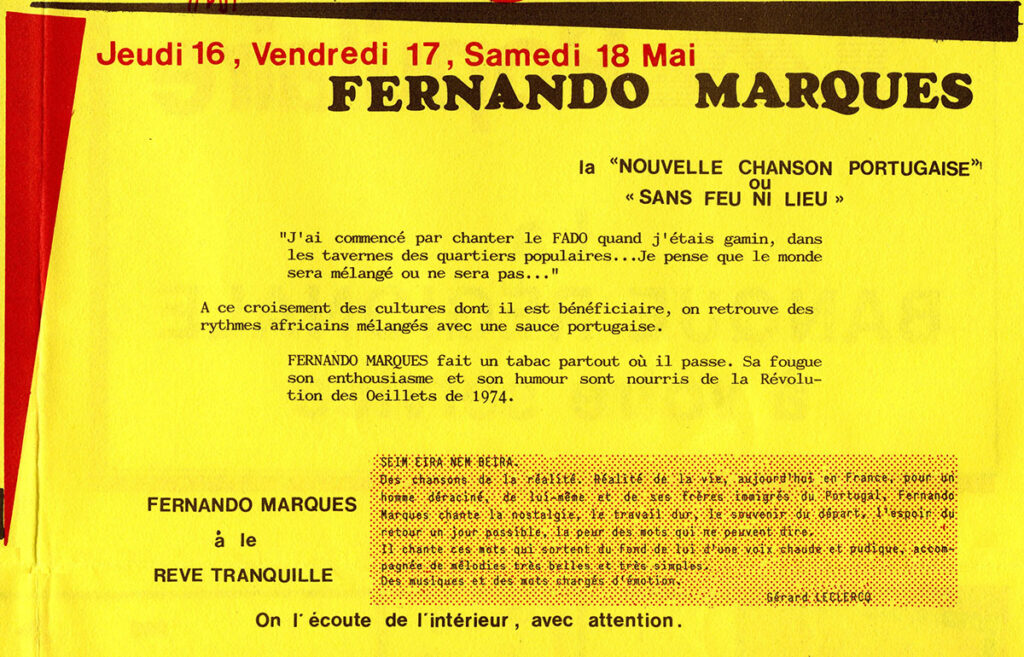 Jeudi 16, Vendredi 17, Samedi 18 Mai
FERNANDO MARQUES
la "NOUVELLE CHANSON PORTUGAISE"
ou
« SANS FEU NI LIEU »
"J'ai commencé par chanter le FADO quand j'étais gamin, dans
les tavernes des quartiers populaires...Je pense que le monde
sera mélangé ou ne sera pas..."
A ce croisement des cultures dont il est bénéficiaire, on retrouve des
rythmes africains mélangés avec une sauce portugaise.
FERNANDO MARQUES fait un tabac partout où il passe. Sa fougue
son enthousiasme et son humour sont nourris de la Révolu-
tion des Oeillets de 1974.
SEIM EIRA NEM BEIRA.
Des chansons de la réalité. Réalité de la vie, aujourd'hui en France, pour un
homme déraciné, de lui-même et de ses frères immigrés du Portugal, Fernando
Marques chante la nostalgie, le travail dur, le souvenir du départ, l'espoir du
retour un jour possible, la peur des mots qui ne peuvent dire.
Il chante ces mots qui sortent du fond de lui d'une voix chaude et pudique, accom-
pagnée de mélodies très belles et très simples.
Des musiques et des mots chargés d'émotion.
Gérard LECLERCQ
FERNANDO MARQUES
à le
REVE TRANQUILLE
On l'écoute de l'intérieur, avec attention.